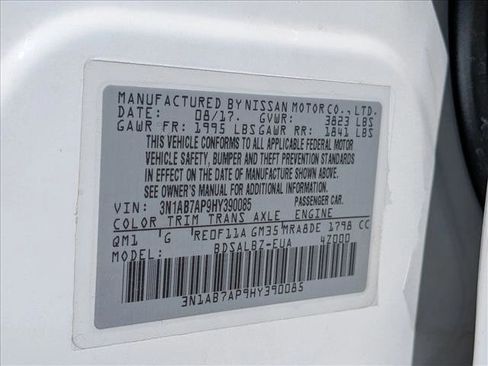 MANUFACTURED BY NISSAN MOTOR CO., LTD.
DATE: 08/17. GVWR: 3823 LBS
GAWR FR: 1995 LBS GAWR RR: 1841 LBS
THIS VEHICLE CONFORMS TO ALL APPLICABLE FEDERAL MOTOR
VEHICLE SAFETY, BUMPER AND THEFT PREVENTION STANDARDS
IN EFFECT ON THE DATE OF MANUFACTURE SHOWN ABOVE.
SEE OWNER'S MANUAL FOR ADDITIONAL INFORMATION.
VIN: 3N1AB7AP9HY390085 PASSENGER CAR.
COLOR TRIM TRANS AXLE ENGINE
QM1 G RE0F11A GM35 MRA8DE 1798 CC
BDSALBZ-EUA 4Z000
3N1AB7AP9HY390085